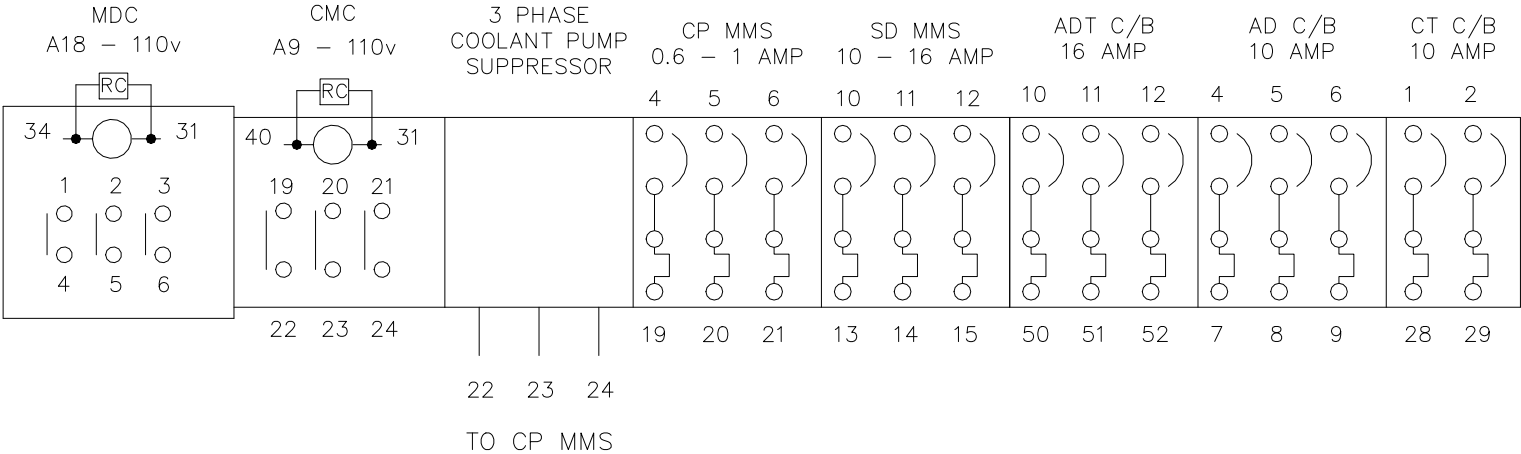 MDC
A18 – 110v
CMC
A9 – 110v
3 PHASE
COOLANT PUMP
SUPPRESSOR
CP MMS
0.6 – 1 AMP
SD MMS
10 – 16 AMP
ADT C/B
16 AMP
AD C/B
10 AMP
CT C/B
10 AMP
RC
RC
4 5 6 10 11 12 10 11 12 4 5 6 1 2
34 31
40 31
1 2 3
19 20 21
4 5 6
22 23 24
19 20 21 13 14 15 50 51 52 7 8 9 28 29
22 23 24
TO CP MMS